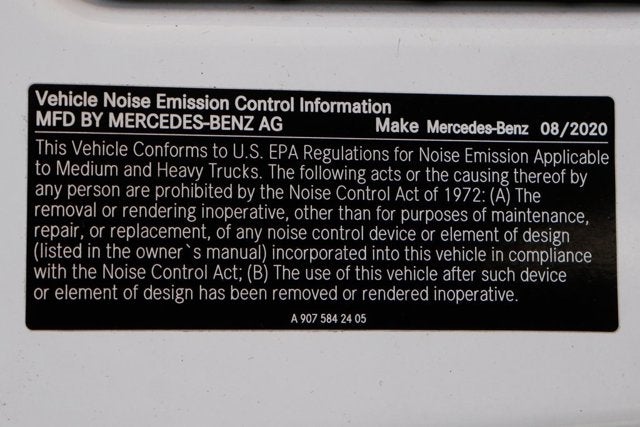 Vehicle Noise Emission Control Information
MFD BY MERCEDES-BENZ AG Make Mercedes-Benz 08/2020
This Vehicle Conforms to U.S. EPA Regulations for Noise Emission Applicable
to Medium and Heavy Trucks. The following acts or the causing thereof by
any person are prohibited by the Noise Control Act of 1972: (A) The
removal or rendering inoperative, other than for purposes of maintenance,
repair, or replacement, of any noise control device or element of design
(listed in the owner`s manual) incorporated into this vehicle in compliance
with the Noise Control Act; (B) The use of this vehicle after such device
or element of design has been removed or rendered inoperative.
A 907 584 24 05